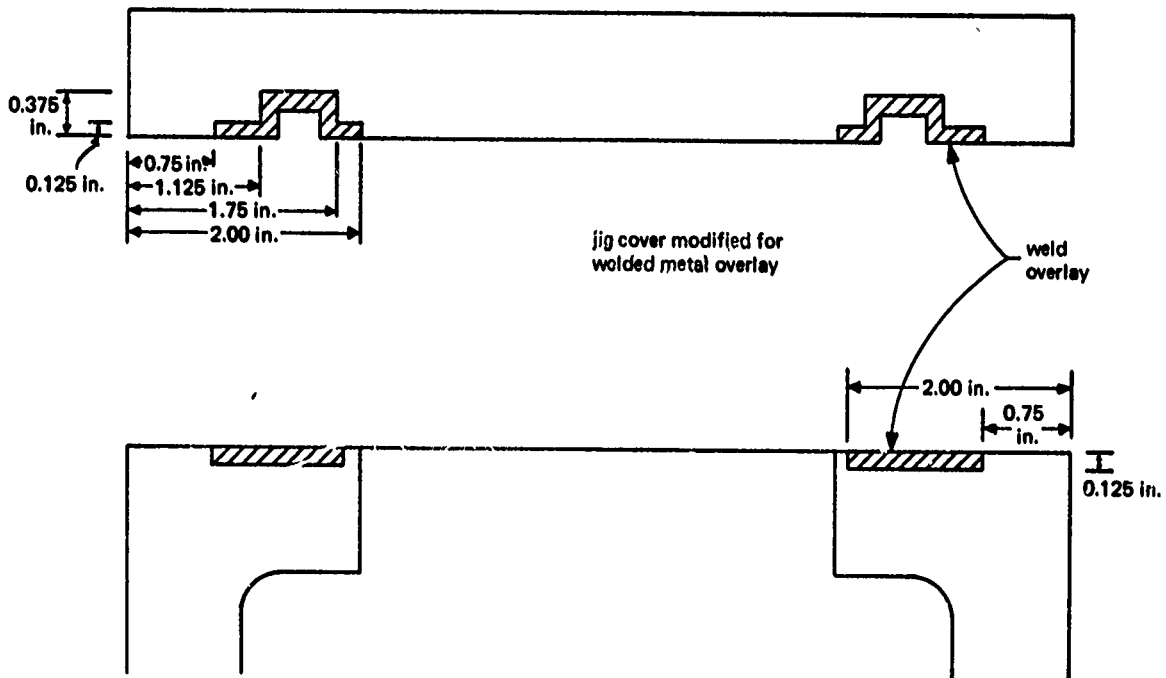 0.375
in.
0.125 in.
0.75 in.
1.125 in.
1.75 in.
2.00 in.
jig cover modified for
welded metal overlay
weld
overlay
2.00 in.
0.75
in.
0.125 in.